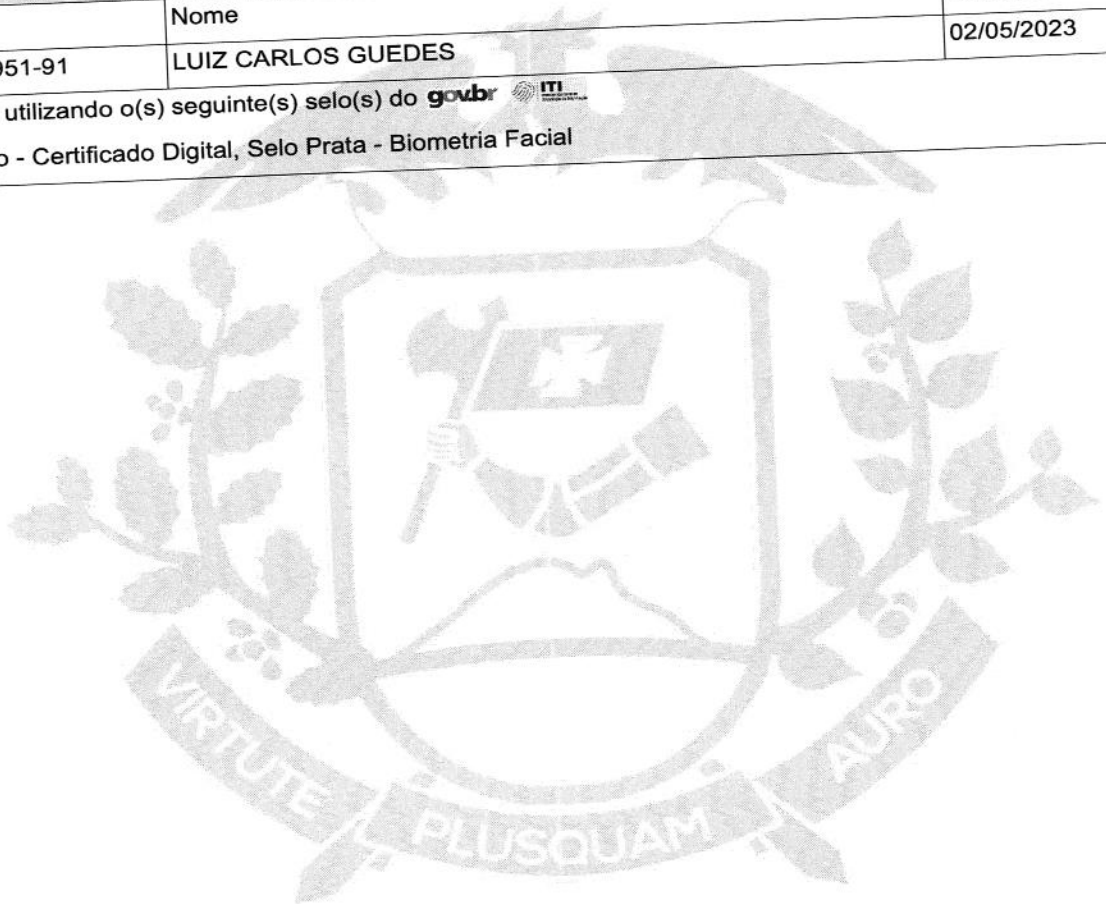 Nome
951-91 LUIZ CARLOS GUEDES 02/05/2023
utilizando o(s) seguinte(s) selo(s) do gov.br ITI
o - Certificado Digital, Selo Prata - Biometria Facial
VIRTUTE PLUSQUAM AURO